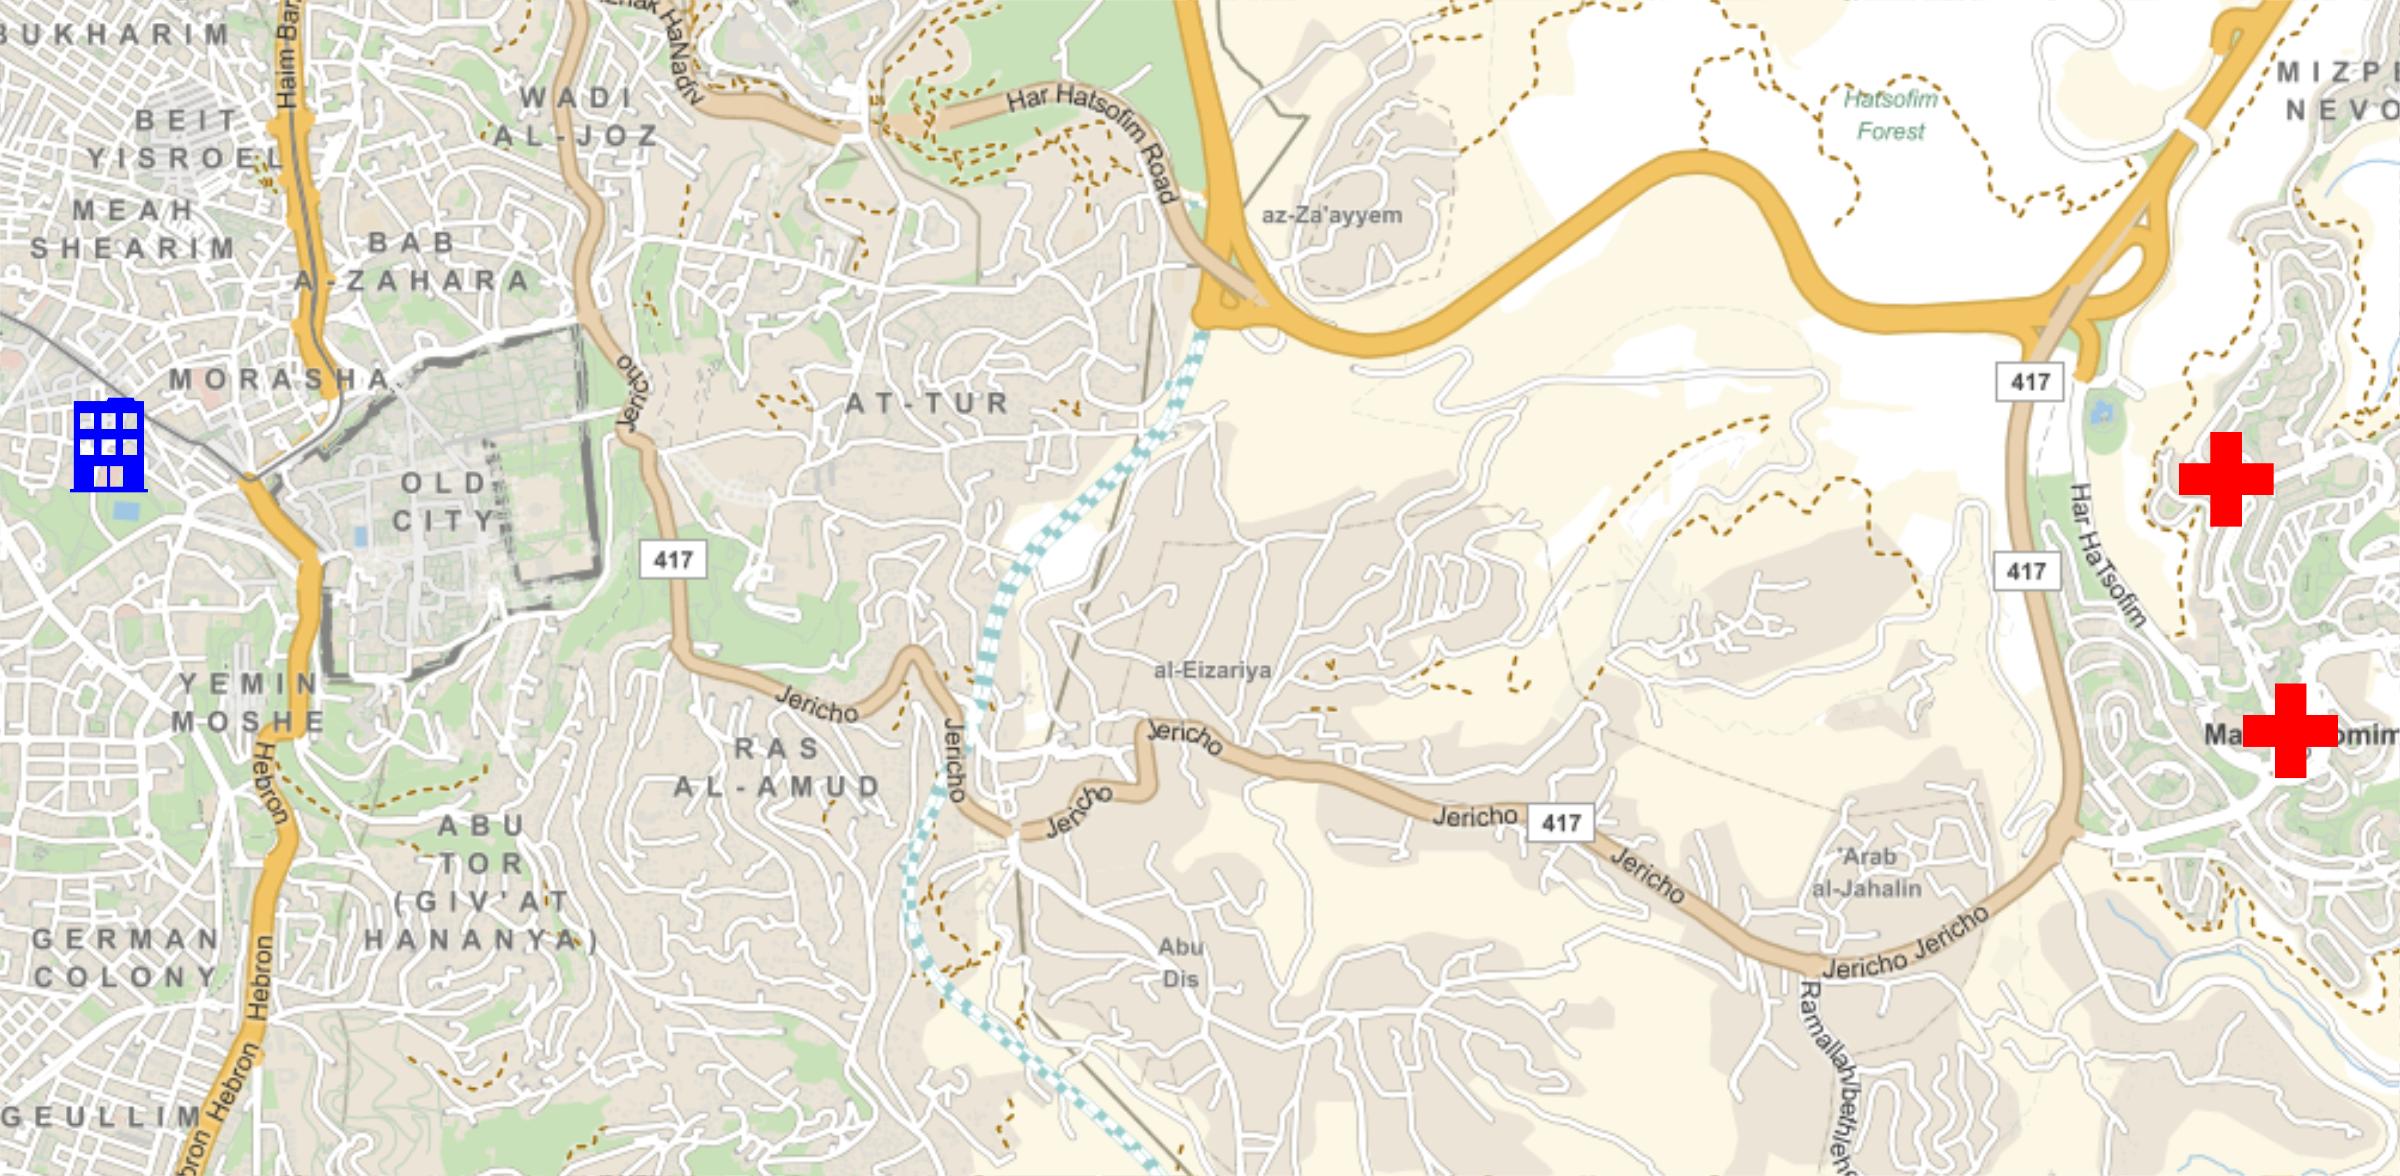 BUKHARIM
Haim Bar
HaNadiv
WADI
AL-JOZ
Har Hatsofim Road
Hatsofim
Forest
NEVO
BEIT
YISROEL
MEAH
SHEARIM
BAB
A-ZAHARA
az-Za'ayyem
MORASHA
Jericho
AT-TUR
417
OLD
CITY
417
417
Har HaTsofim
YEMIN
MOSHE
Jericho
al-Eizariya
Hebron
RAS
AL-AMUD
Jericho
Jericho
Jericho
Jericho
417
Jericho
ABU
TOR
(GIV'AT
HANANYA)
'Arab
al-Jahalin
GERMAN
COLONY
Hebron
Abu
Dis
Jericho
Jericho
Hebron
GEULLIM